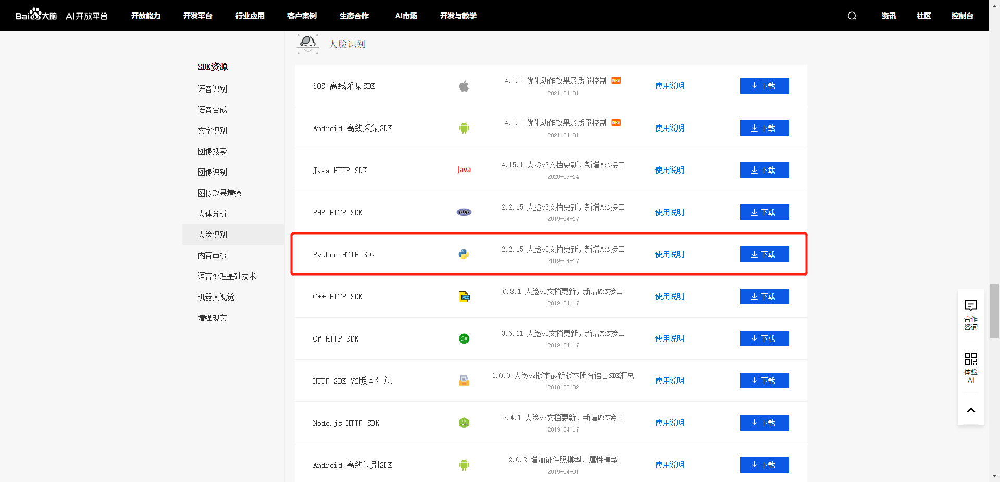 Bai大脑 | AI开放平台 开放能力 开发平台 行业应用 客户案例 生态合作 AI市场 开发与教学 资讯 社区 控制台
人脸识别
SDK资源
语音识别
语音合成
文字识别
图像搜索
图像识别
图像效果增强
人体分析
人脸识别
内容审核
语言处理基础技术
机器人视觉
增强现实
iOS-离线采集SDK 4.1.1 优化动作效果及质量控制 NEW 使用说明 下载
2021-04-01
Android-离线采集SDK 4.1.1 优化动作效果及质量控制 NEW 使用说明 下载
2021-04-01
Java HTTP SDK java 4.15.1 人脸v3文档更新，新增M:N接口 使用说明 下载
2020-09-14
PHP HTTP SDK php 2.2.15 人脸v3文档更新，新增M:N接口 使用说明 下载
2019-04-17
Python HTTP SDK 2.2.15 人脸v3文档更新，新增M:N接口 使用说明 下载
2019-04-17
C++ HTTP SDK C++ 0.8.1 人脸v3文档更新，新增M:N接口 使用说明 下载
2019-04-17
C# HTTP SDK C# 3.6.11 人脸v3文档更新，新增M:N接口 使用说明 下载
2019-04-17
HTTP SDK V2版本汇总 1.0.0 人脸v2版本最新版本所有语言SDK汇总 使用说明 下载
2018-05-02
Node.js HTTP SDK node 2.4.1 人脸v3文档更新，新增M:N接口 使用说明 下载
2019-04-17
Android-离线识别SDK 2.0.2 增加证件照模型、属性模型 使用说明 下载
2019-04-01
合作
咨询
体验
AI